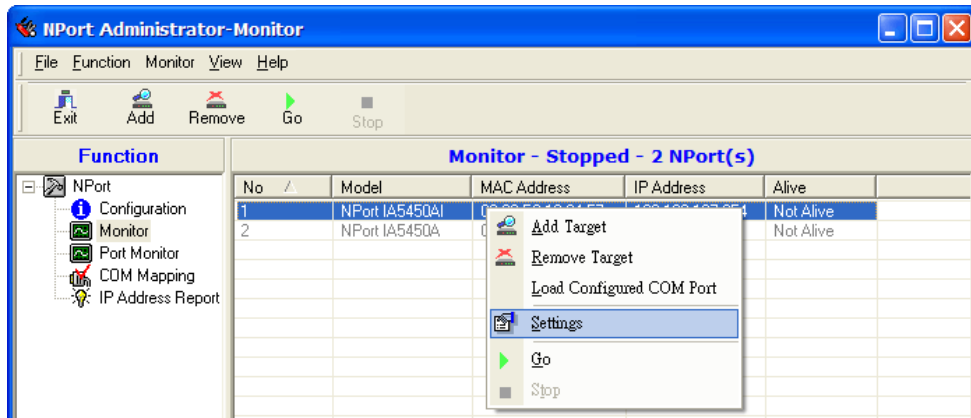 NPort Administrator-Monitor
File Function Monitor View Help
Exit Add Remove Go Stop
Function
Monitor - Stopped - 2 NPort(s)
NPort
Configuration
Monitor
Port Monitor
COM Mapping
IP Address Report
No Model MAC Address IP Address Alive
1 NPort IA5450AI Not Alive
2 NPort IA5450A Not Alive
Add Target
Remove Target
Load Configured COM Port
Settings
Go
Stop